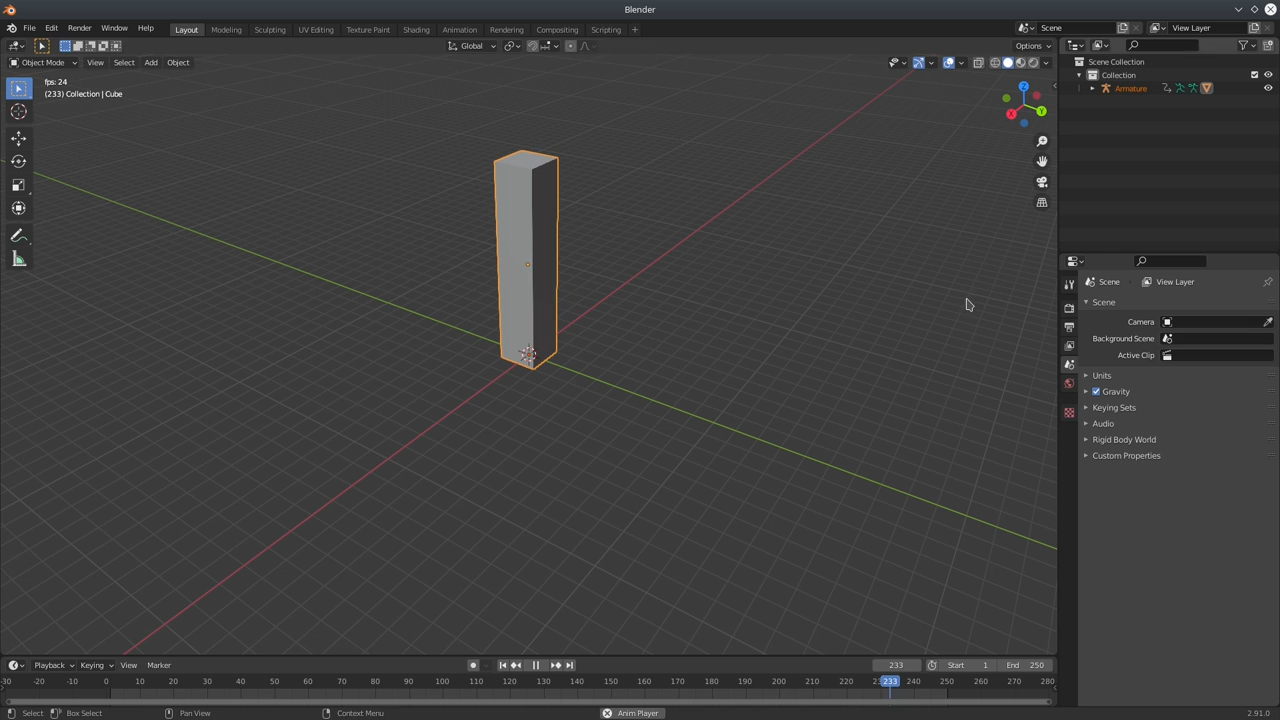 Blender
File Edit Render Window Help Layout Modeling Sculpting UV Editing Texture Paint Shading Animation Rendering Compositing Scripting + Scene View Layer
Global Options
Object Mode View Select Add Object
fps: 24
(233) Collection | Cube
Z
Y
X
Scene Collection
Collection
Armature
Scene View Layer
Scene
Camera
Background Scene
Active Clip
Units
Gravity
Keying Sets
Audio
Rigid Body World
Custom Properties
Playback Keying View Marker 233 Start 1 End 250
-30 -20 -10 0 10 20 30 40 50 60 70 80 90 100 110 120 130 140 150 160 170 180 190 200 210 220 233 240 250 260 270 280
Select Box Select Pan View Context Menu Anim Player 2.91.0